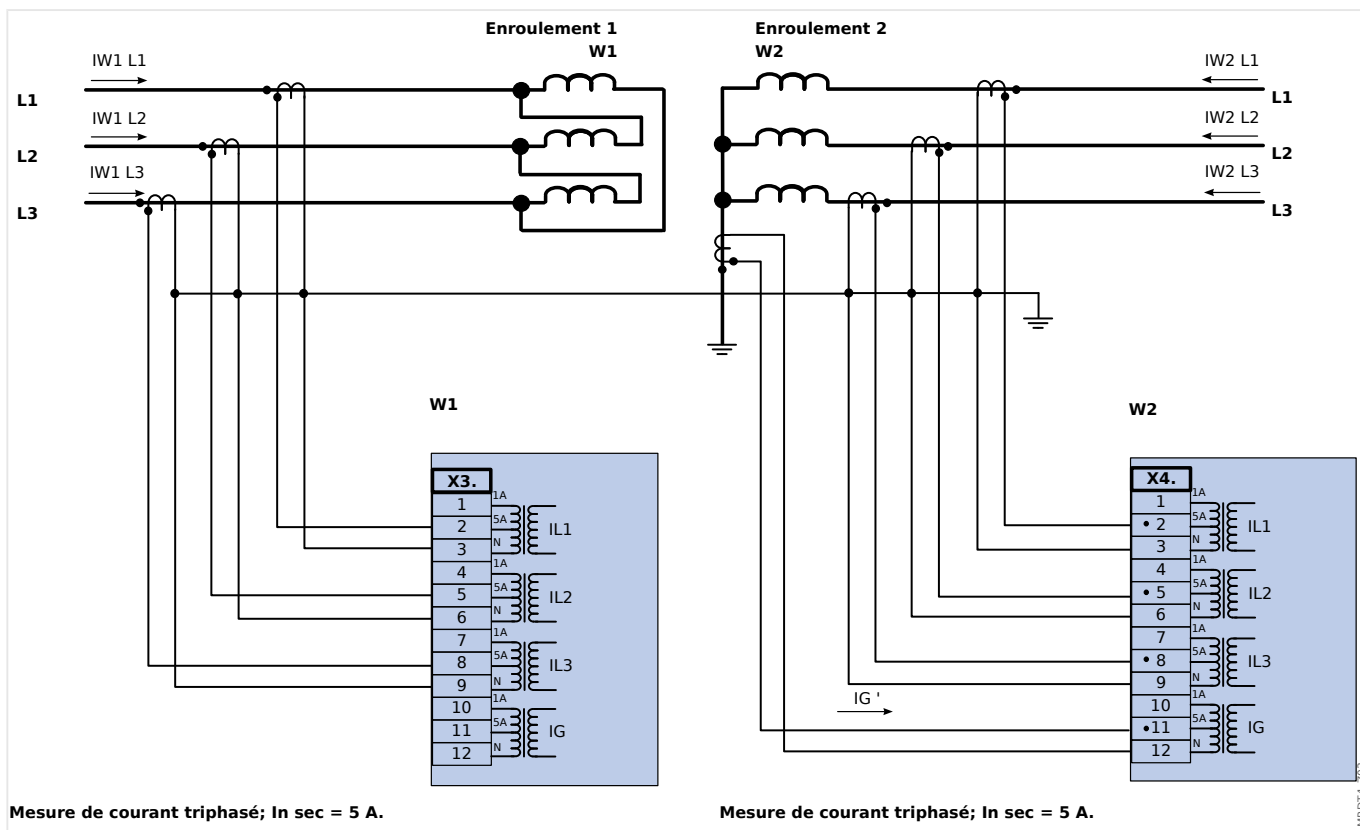 Enroulement 1
W1
Enroulement 2
W2
IW1 L1
L1
IW1 L2
L2
IW1 L3
L3
IW2 L1
L1
IW2 L2
L2
IW2 L3
L3
W1
X3.
1 1A
2 5A IL1
3 N
4 1A
5 5A IL2
6 N
7 1A
8 5A IL3
9 N
10 1A
11 5A IG
12 N
W2
X4.
1 1A
• 2 5A IL1
3 N
4 1A
• 5 5A IL2
6 N
7 1A
• 8 5A IL3
9 N
10 1A
•11 5A IG
12 N
IG '
Mesure de courant triphasé; In sec = 5 A.
Mesure de courant triphasé; In sec = 5 A.